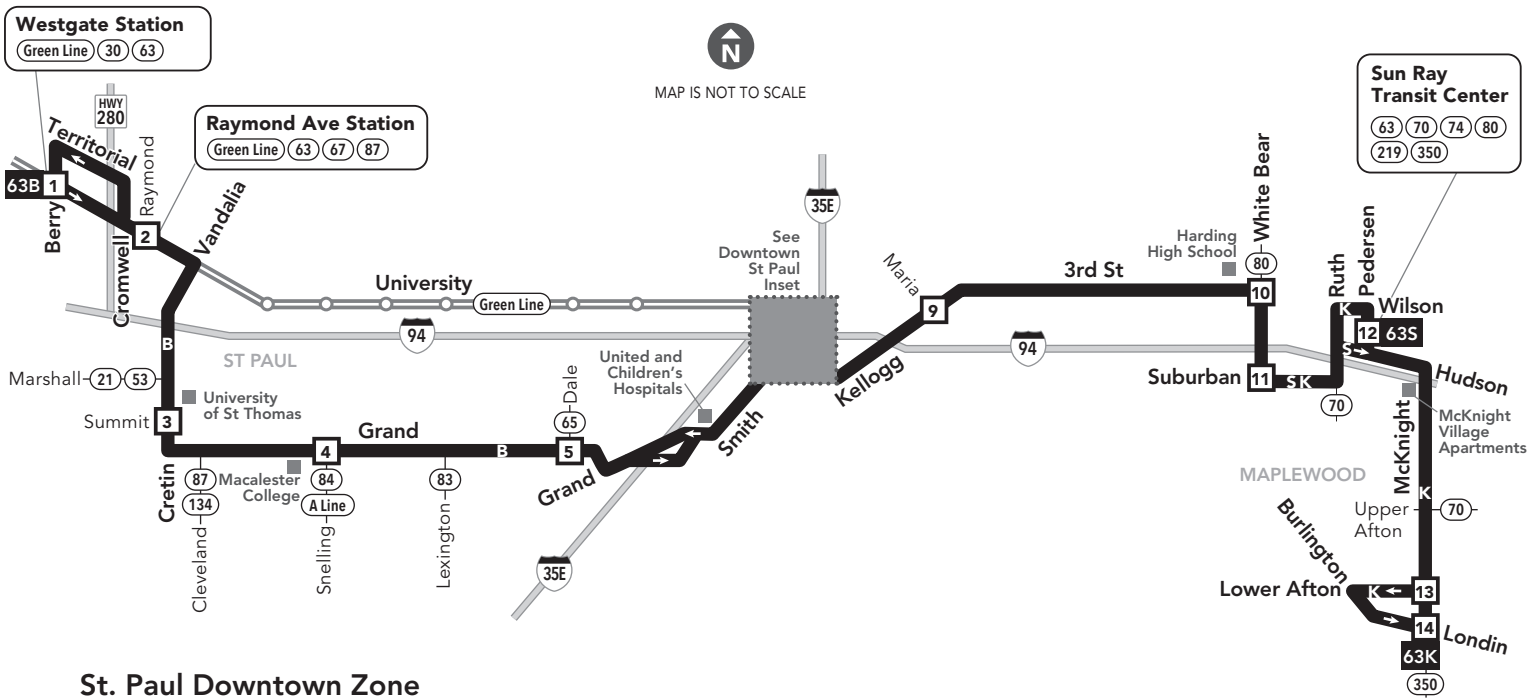 Westgate Station
Green Line 30 63
HWY
280
Territorial
Raymond
Raymond Ave Station
Green Line 63 67 87
63B 1
Berry
Cromwell
2
Vandalia
N
MAP IS NOT TO SCALE
35E
See
Downtown
St Paul
Inset
University
Green Line
94
ST PAUL
B
Marshall 21 53
University
of St Thomas
Summit 3
Grand
4
B
5
65
Dale
Cretin
87
134
Cleveland
Macalester
College
84
A Line
Snelling
83
Lexington
Grand
United and
Children's
Hospitals
Smith
35E
Kellogg
Maria
9
3rd St
Harding
High School
White Bear
80
10
94
Suburban 11
S K
70
Ruth
Pedersen
K
Wilson
12 63S
S
Sun Ray
Transit Center
63 70 74 80
219 350
Hudson
McKnight
Village
Apartments
McKnight
MAPLEWOOD
K
Upper
Afton
70
Burlington
Lower Afton
K
13
14
Londin
63K
350
St. Paul Downtown Zone